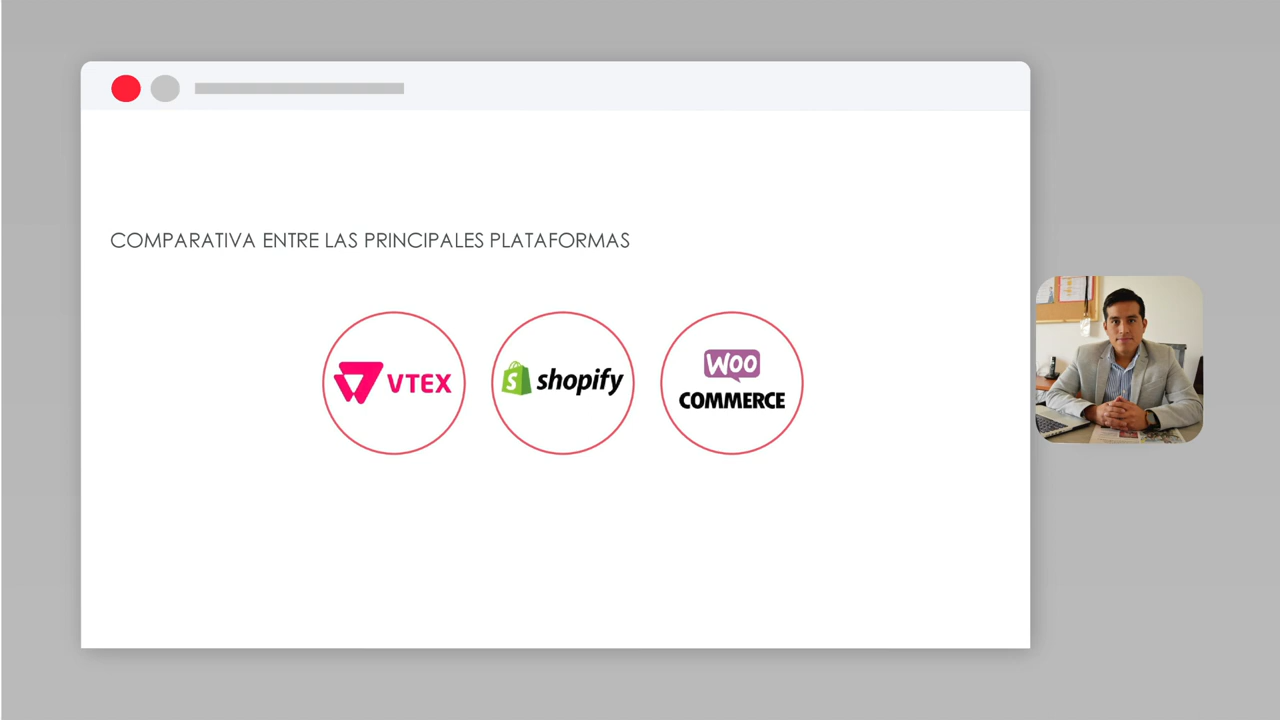 COMPARATIVA ENTRE LAS PRINCIPALES PLATAFORMAS
VTEX
shopify
WOO
COMMERCE